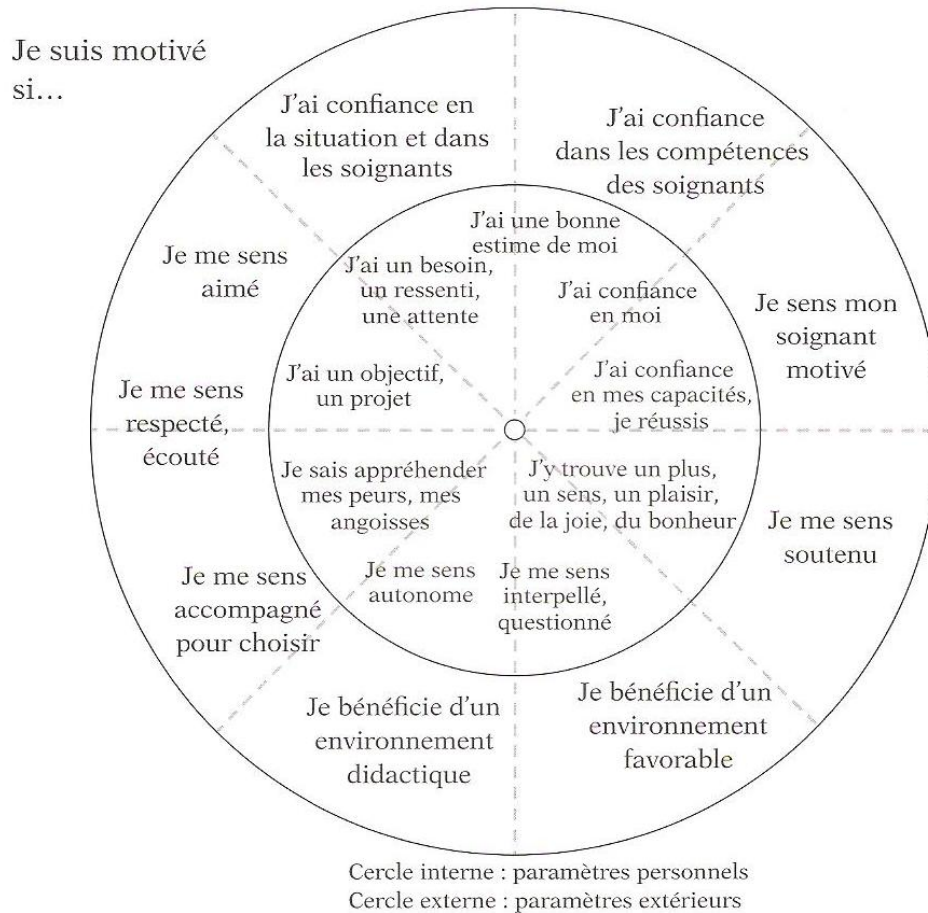 Je suis motivé
si…
J'ai confiance en
la situation et dans
les soignants
J'ai confiance
dans les compétences
des soignants
Je sens mon
soignant
motivé
Je me sens
soutenu
Je bénéficie d'un
environnement
favorable
Je bénéficie d'un
environnement
didactique
Je me sens
accompagné
pour choisir
Je me sens
respecté,
écouté
Je me sens
aimé
J'ai une bonne
estime de moi
J'ai confiance
en moi
J'ai confiance
en mes capacités,
je réussis
J'y trouve un plus,
un sens, un plaisir,
de la joie, du bonheur
Je me sens
interpellé,
questionné
Je me sens
autonome
Je sais appréhender
mes peurs, mes
angoisses
J'ai un objectif,
un projet
J'ai un besoin,
un ressenti,
une attente
Cercle interne : paramètres personnels
Cercle externe : paramètres extérieurs